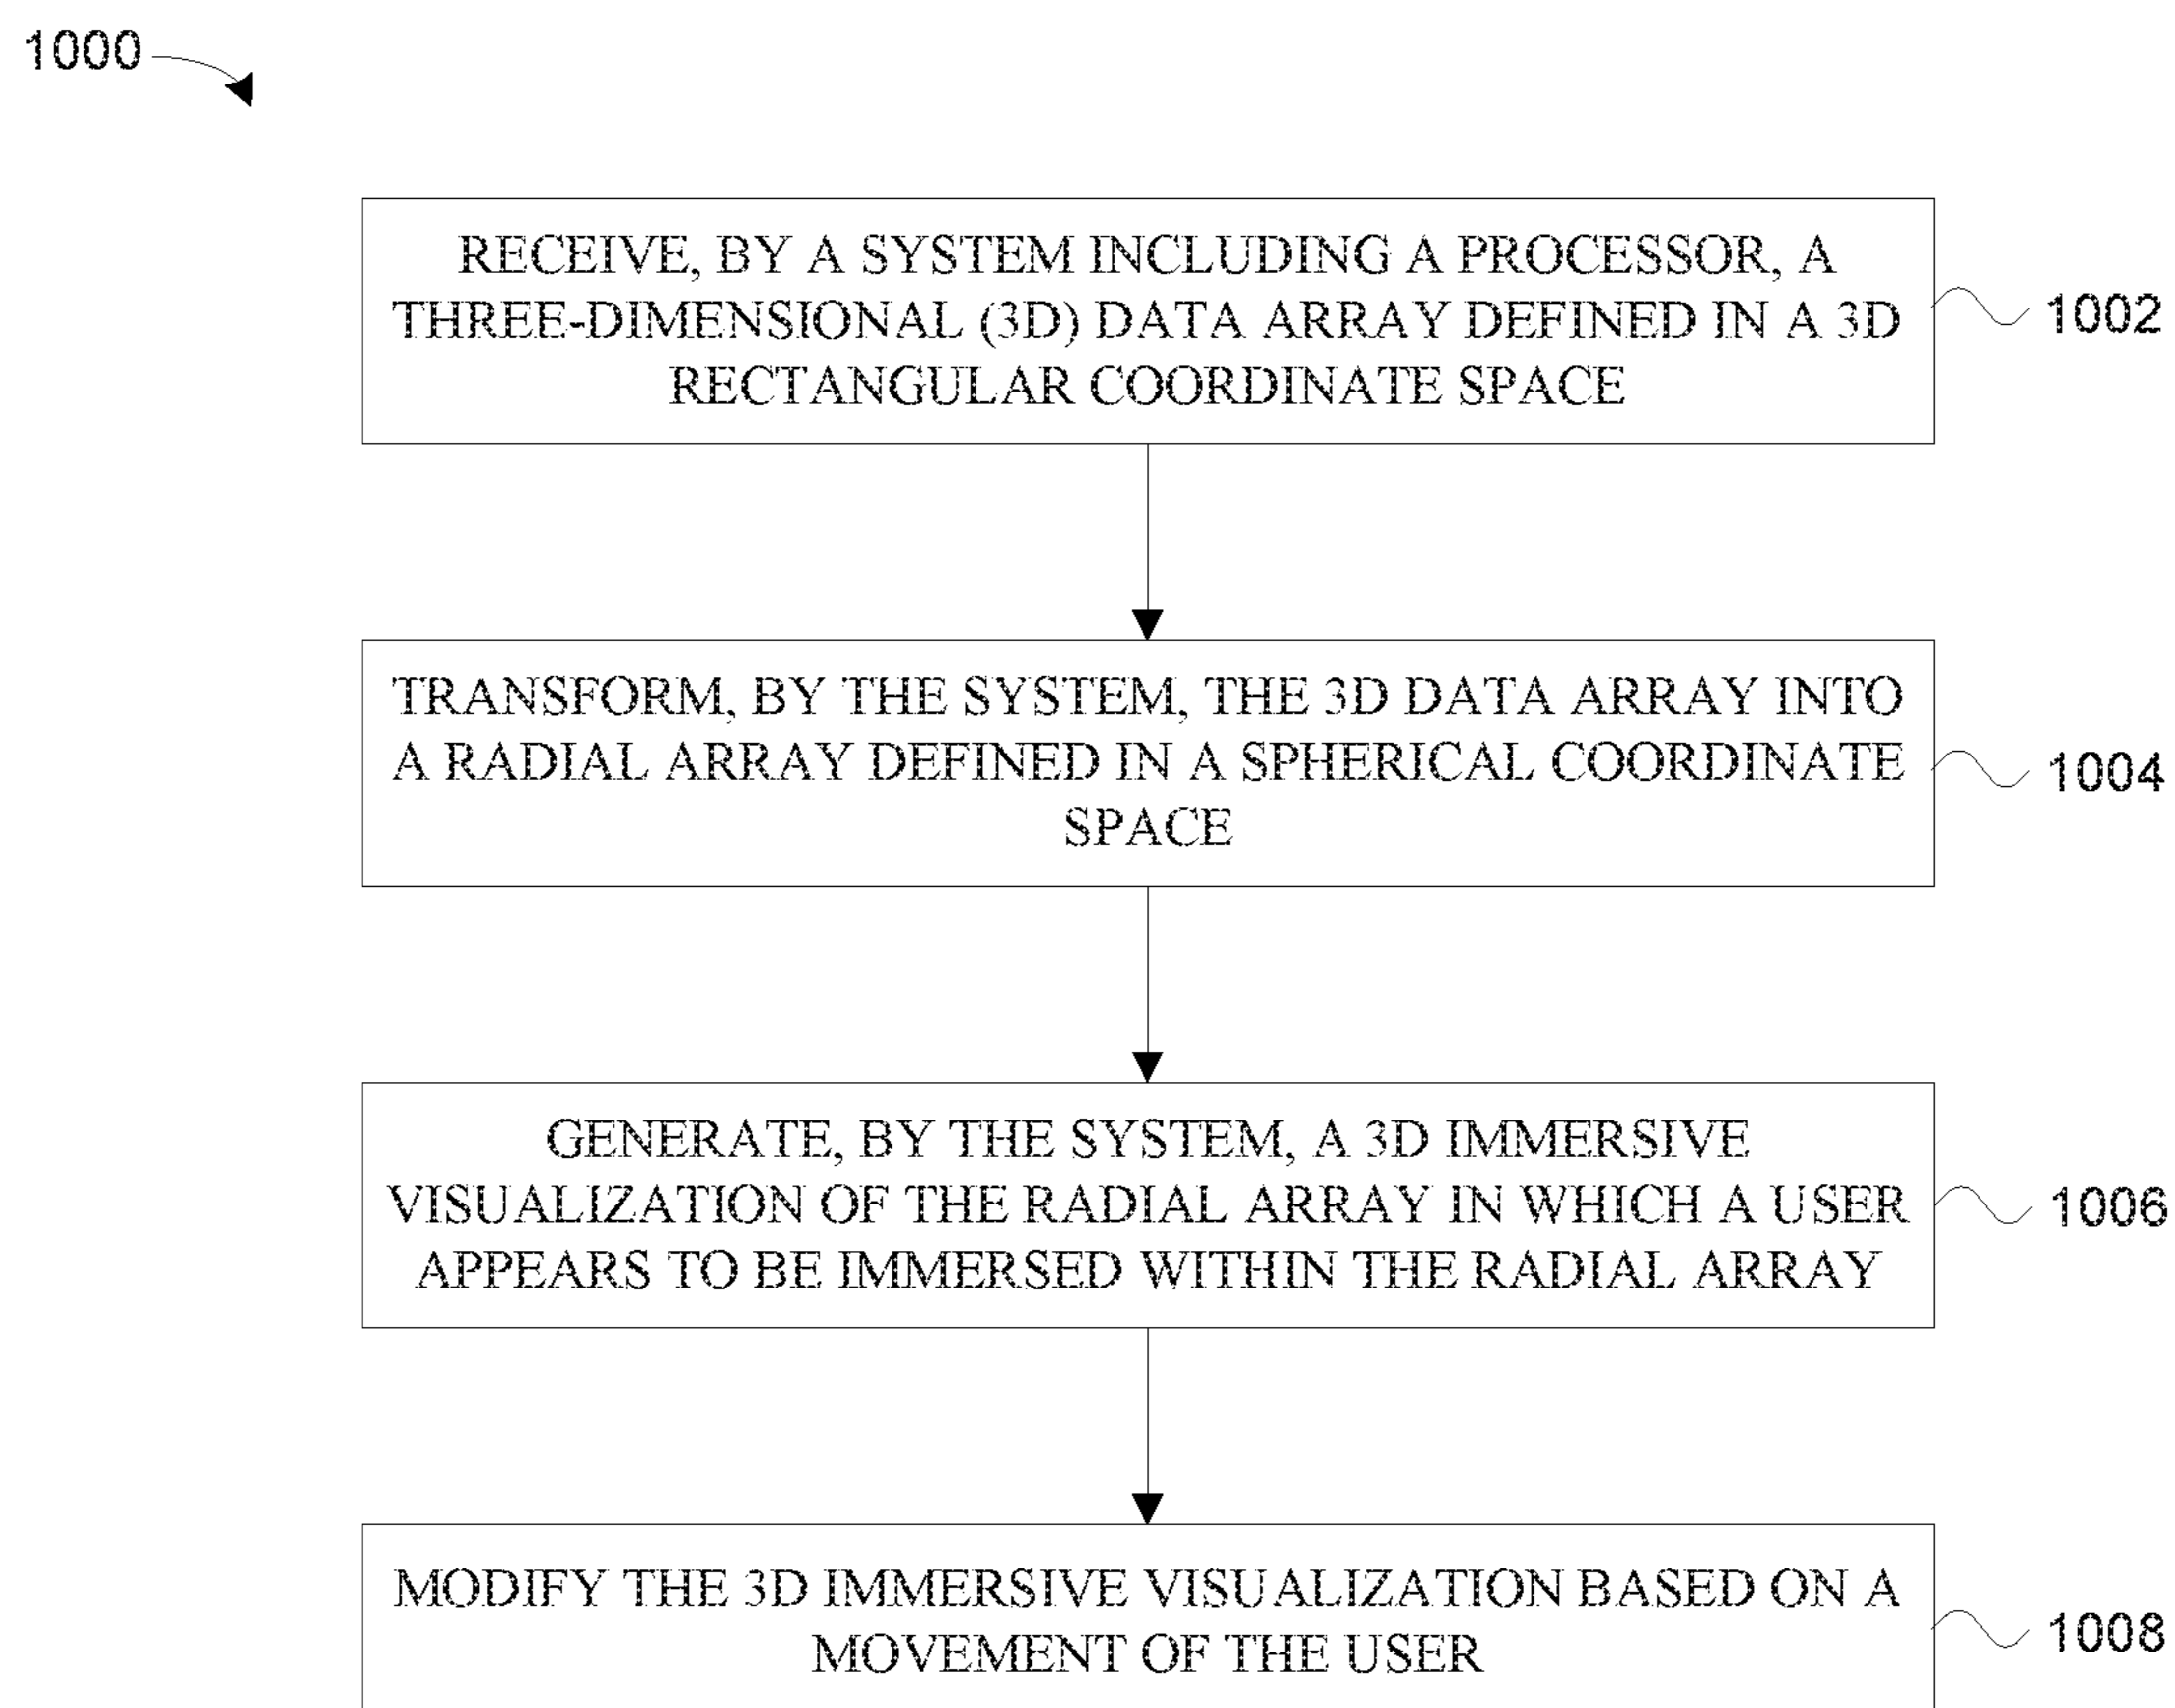 1000
RECEIVE, BY A SYSTEM INCLUDING A PROCESSOR, A
THREE-DIMENSIONAL (3D) DATA ARRAY DEFINED IN A 3D
RECTANGULAR COORDINATE SPACE
1002
TRANSFORM, BY THE SYSTEM, THE 3D DATA ARRAY INTO
A RADIAL ARRAY DEFINED IN A SPHERICAL COORDINATE
SPACE
1004
GENERATE, BY THE SYSTEM, A 3D IMMERSIVE
VISUALIZATION OF THE RADIAL ARRAY IN WHICH A USER
APPEARS TO BE IMMERSED WITHIN THE RADIAL ARRAY
1006
MODIFY THE 3D IMMERSIVE VISUALIZATION BASED ON A
MOVEMENT OF THE USER
1008